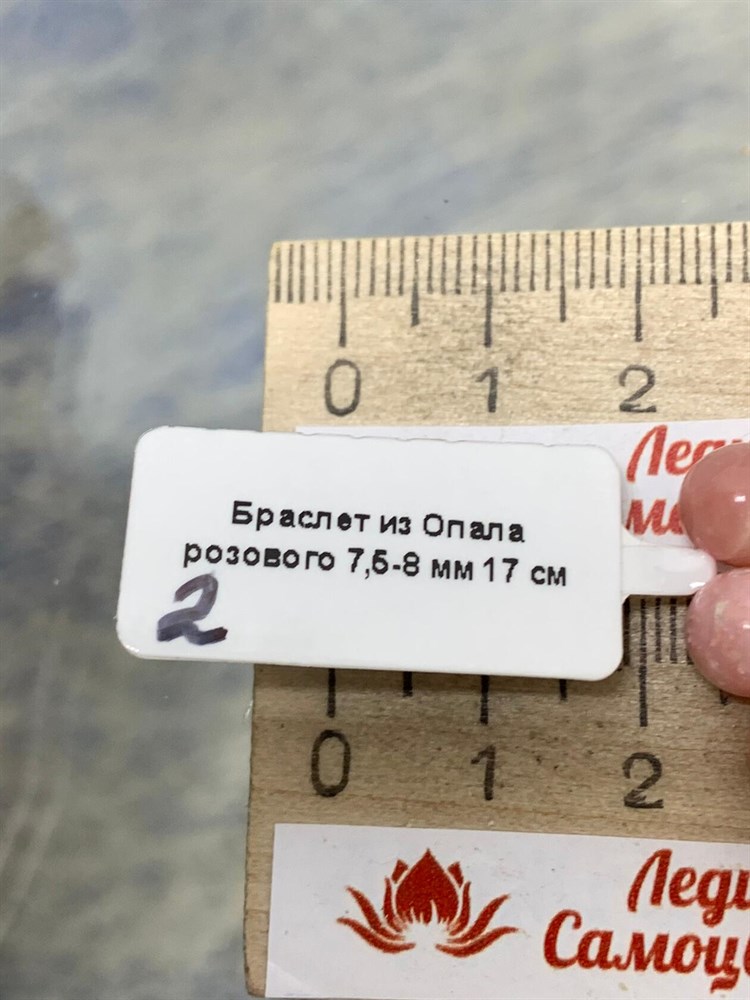 0 1 2
Браслет из Опала
розового 7,5-8 мм 17 см
2
0 1 2